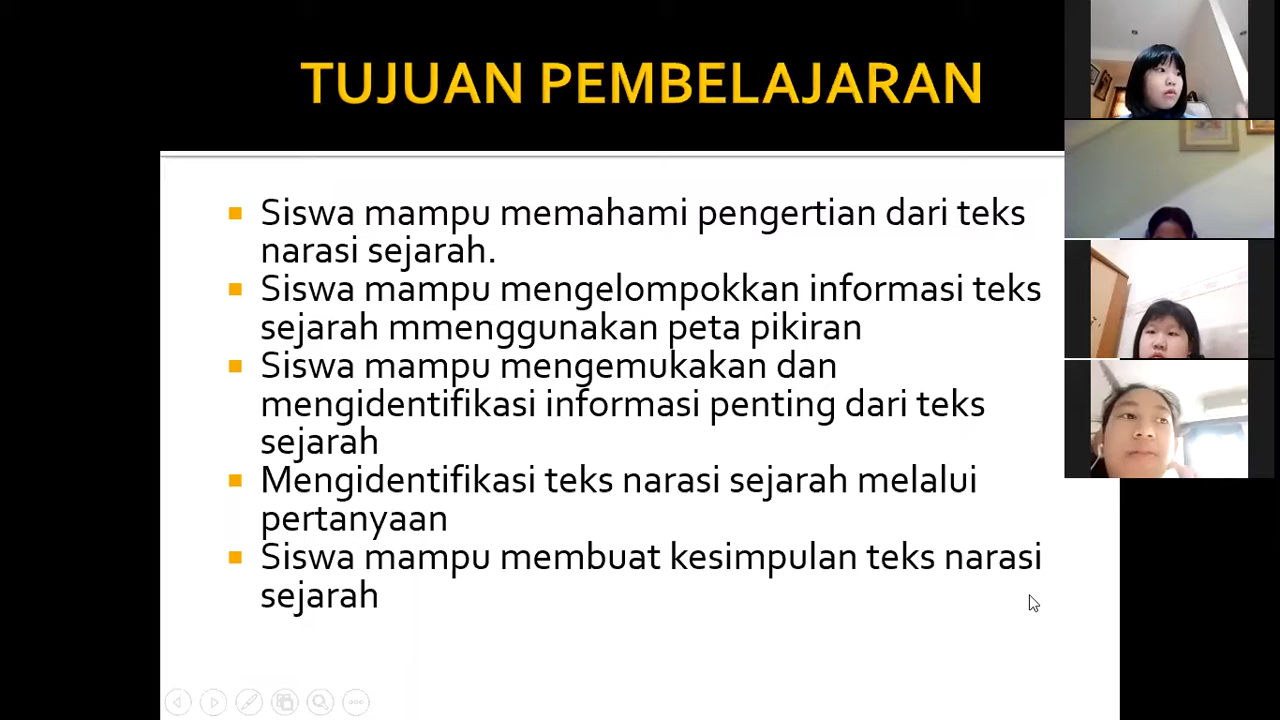 TUJUAN PEMBELAJARAN
Siswa mampu memahami pengertian dari teks
narasi sejarah.
Siswa mampu mengelompokkan informasi teks
sejarah mmenggunakan peta pikiran
Siswa mampu mengemukakan dan
mengidentifikasi informasi penting dari teks
sejarah
Mengidentifikasi teks narasi sejarah melalui
pertanyaan
Siswa mampu membuat kesimpulan teks narasi
sejarah